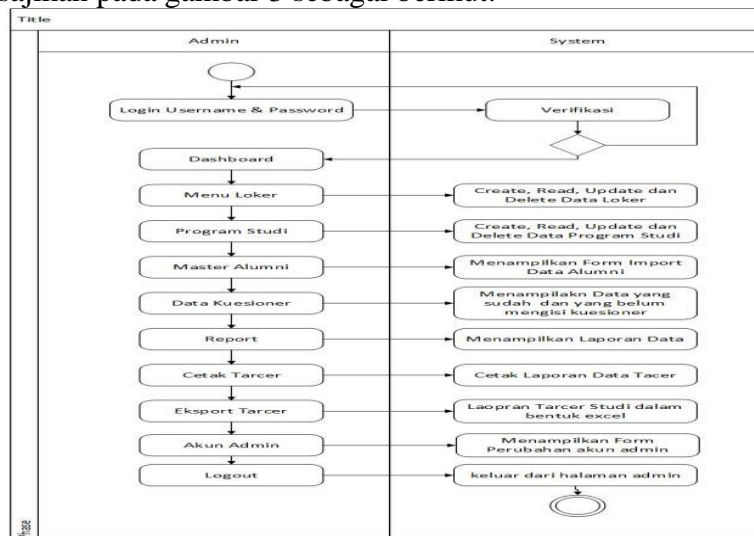 sajikan pada gambar 3 sebagai berikut:
Title
Admin
System
Login Username & Password
Verifikasi
Dashboard
Menu Loker
Create, Read, Update dan
Delete Data Loker
Program Studi
Create, Read, Update dan
Delete Data Program Studi
Master Alumni
Menampilkan Form Import
Data Alumni
Data Kuesioner
Menampilakn Data yang
sudah dan yang belum
mengisi kuesioner
Report
Menampilkan Laporan Data
Cetak Tarcer
Cetak Laporan Data Tacer
Eksport Tarcer
Laopran Tarcer Studi dalam
bentuk excel
Akun Admin
Menampilkan Form
Perubahan akun admin
Logout
keluar dari halaman admin